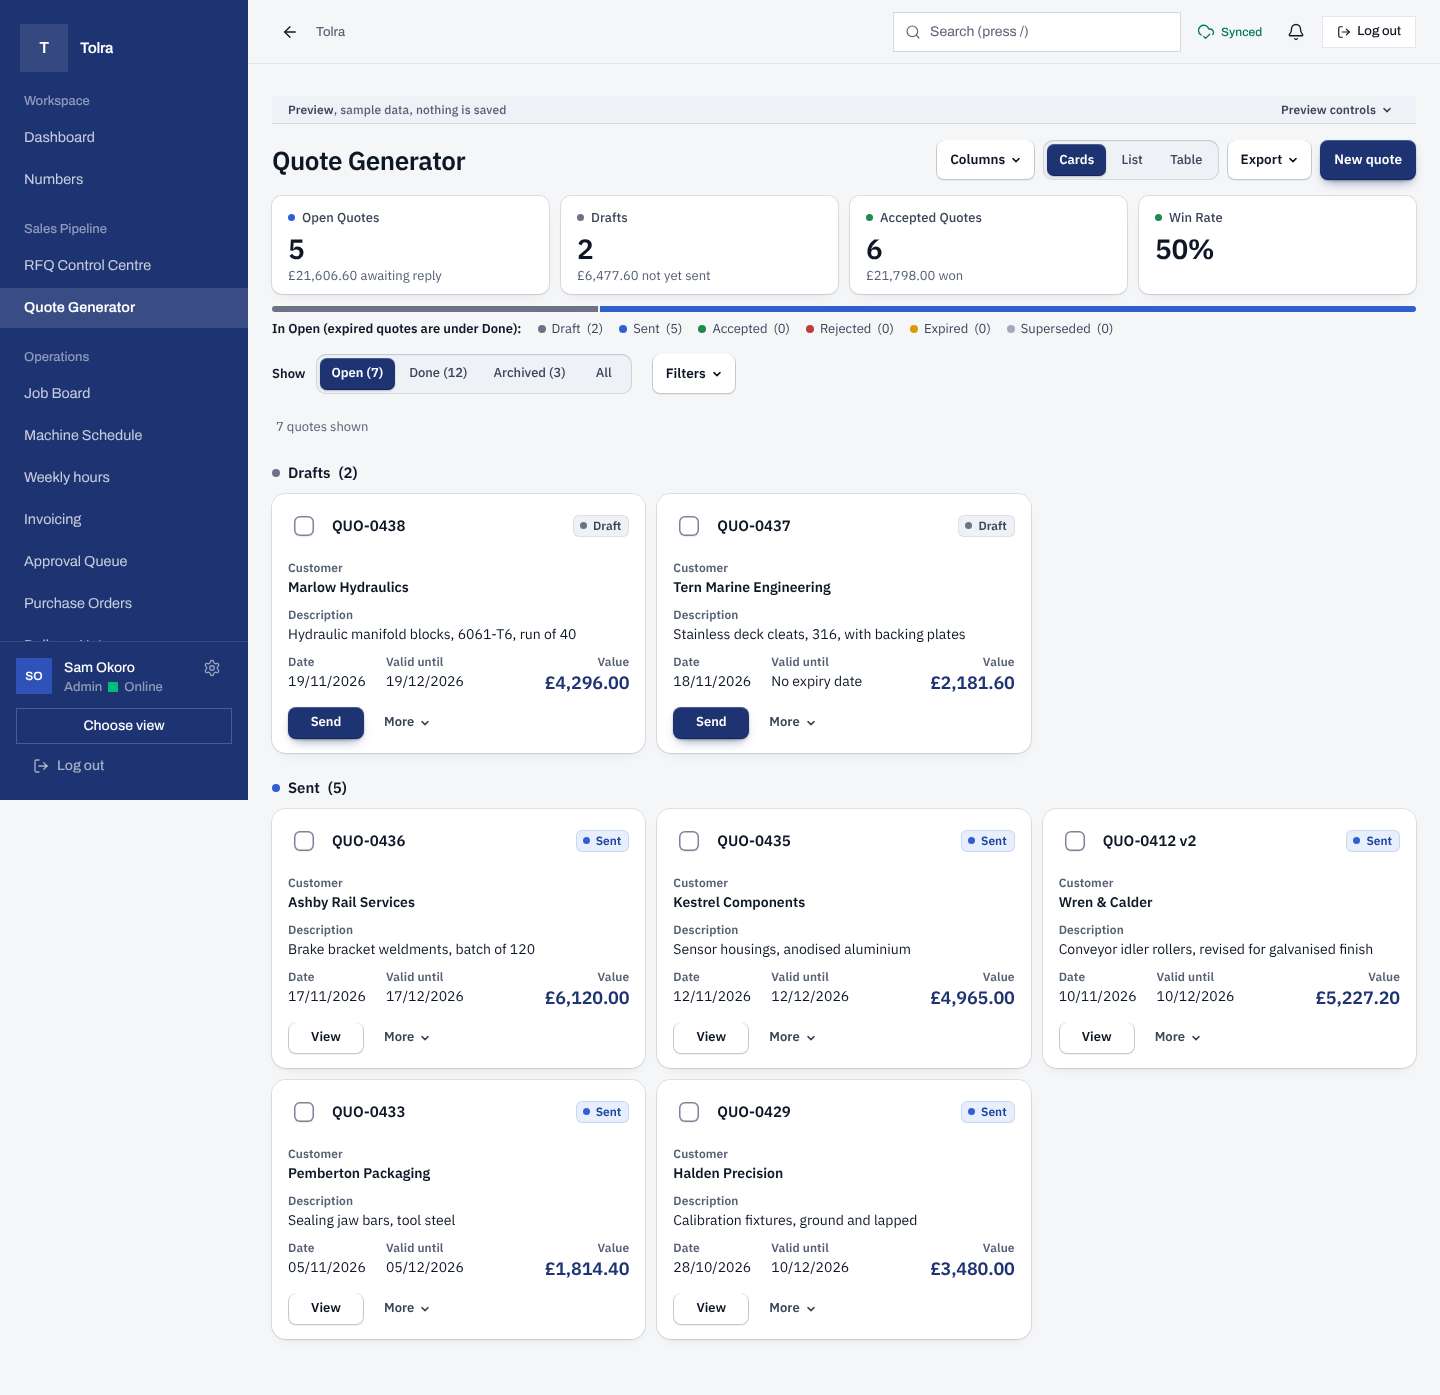 T Tolra
Workspace
Dashboard
Numbers
Sales Pipeline
RFQ Control Centre
Quote Generator
Operations
Job Board
Machine Schedule
Weekly hours
Invoicing
Approval Queue
Purchase Orders
SO Sam Okoro
Admin Online
Choose view
Log out
Tolra Search (press /) Synced Log out
Preview, sample data, nothing is saved Preview controls
Quote Generator Columns Cards List Table Export New quote
Open Quotes
5
£21,606.60 awaiting reply
Drafts
2
£6,477.60 not yet sent
Accepted Quotes
6
£21,798.00 won
Win Rate
50%
In Open (expired quotes are under Done): Draft (2) Sent (5) Accepted (0) Rejected (0) Expired (0) Superseded (0)
Show Open (7) Done (12) Archived (3) All Filters
7 quotes shown
Drafts (2)
QUO-0438 Draft
Customer
Marlow Hydraulics
Description
Hydraulic manifold blocks, 6061-T6, run of 40
Date Valid until Value
19/11/2026 19/12/2026 £4,296.00
Send More
QUO-0437 Draft
Customer
Tern Marine Engineering
Description
Stainless deck cleats, 316, with backing plates
Date Valid until Value
18/11/2026 No expiry date £2,181.60
Send More
Sent (5)
QUO-0436 Sent
Customer
Ashby Rail Services
Description
Brake bracket weldments, batch of 120
Date Valid until Value
17/11/2026 17/12/2026 £6,120.00
View More
QUO-0435 Sent
Customer
Kestrel Components
Description
Sensor housings, anodised aluminium
Date Valid until Value
12/11/2026 12/12/2026 £4,965.00
View More
QUO-0412 v2 Sent
Customer
Wren & Calder
Description
Conveyor idler rollers, revised for galvanised finish
Date Valid until Value
10/11/2026 10/12/2026 £5,227.20
View More
QUO-0433 Sent
Customer
Pemberton Packaging
Description
Sealing jaw bars, tool steel
Date Valid until Value
05/11/2026 05/12/2026 £1,814.40
View More
QUO-0429 Sent
Customer
Halden Precision
Description
Calibration fixtures, ground and lapped
Date Valid until Value
28/10/2026 10/12/2026 £3,480.00
View More